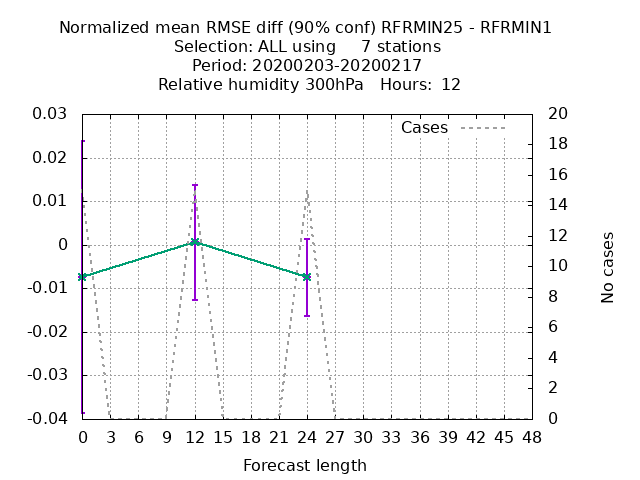 Normalized mean RMSE diff (90% conf) RFRMIN25 - RFRMIN1
Selection: ALL using     7 stations
Period: 20200203-20200217
Relative humidity 300hPa   Hours:  12
0.03
0.02
0.01
0
-0.01
-0.02
-0.03
-0.04
Cases
20
18
16
14
12
10
8
6
4
2
0
No cases
0 3 6 9 12 15 18 21 24 27 30 33 36 39 42 45 48
Forecast length